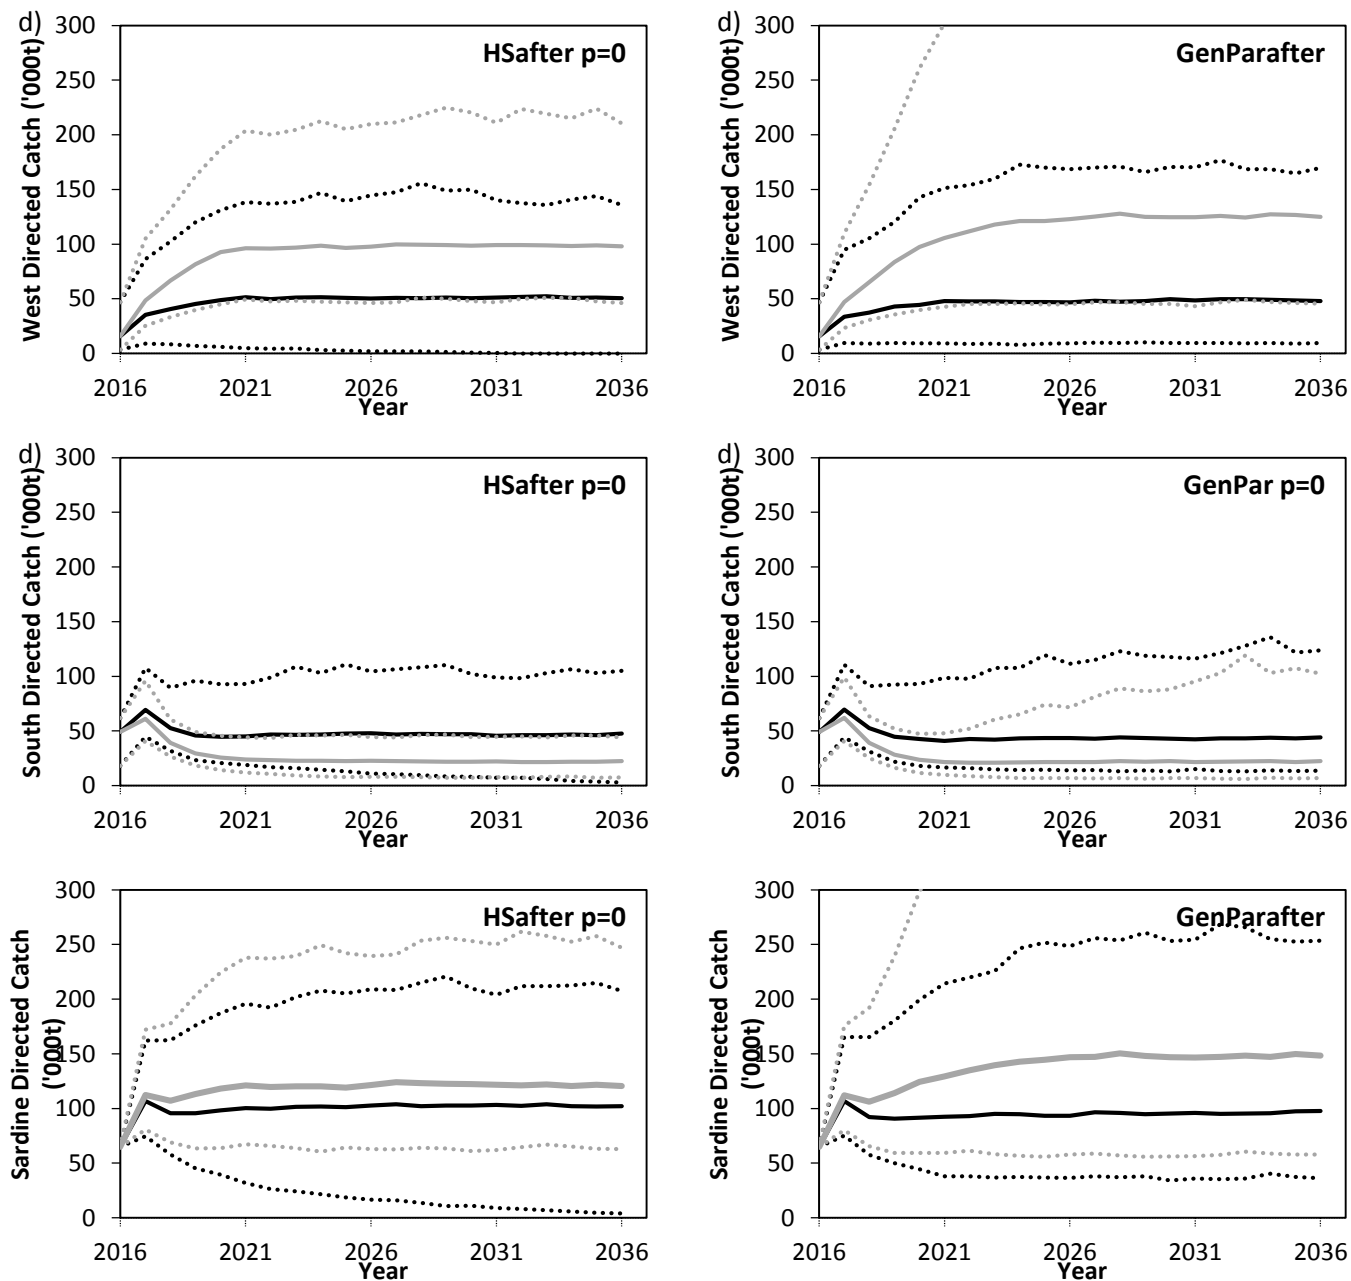 d)
West Directed Catch ('000t)
300
250
200
150
100
50
0
HSafter p=0
2016 2021 2026 2031 2036
Year
d)
West Directed Catch ('000t)
300
250
200
150
100
50
0
GenParafter
2016 2021 2026 2031 2036
Year
d)
South Directed Catch ('000t)
300
250
200
150
100
50
0
HSafter p=0
2016 2021 2026 2031 2036
Year
d)
South Directed Catch ('000t)
300
250
200
150
100
50
0
GenPar p=0
2016 2021 2026 2031 2036
Year
Sardine Directed Catch
('000t)
300
250
200
150
100
50
0
HSafter p=0
2016 2021 2026 2031 2036
Year
Sardine Directed Catch
('000t)
300
250
200
150
100
50
0
GenParafter
2016 2021 2026 2031 2036
Year